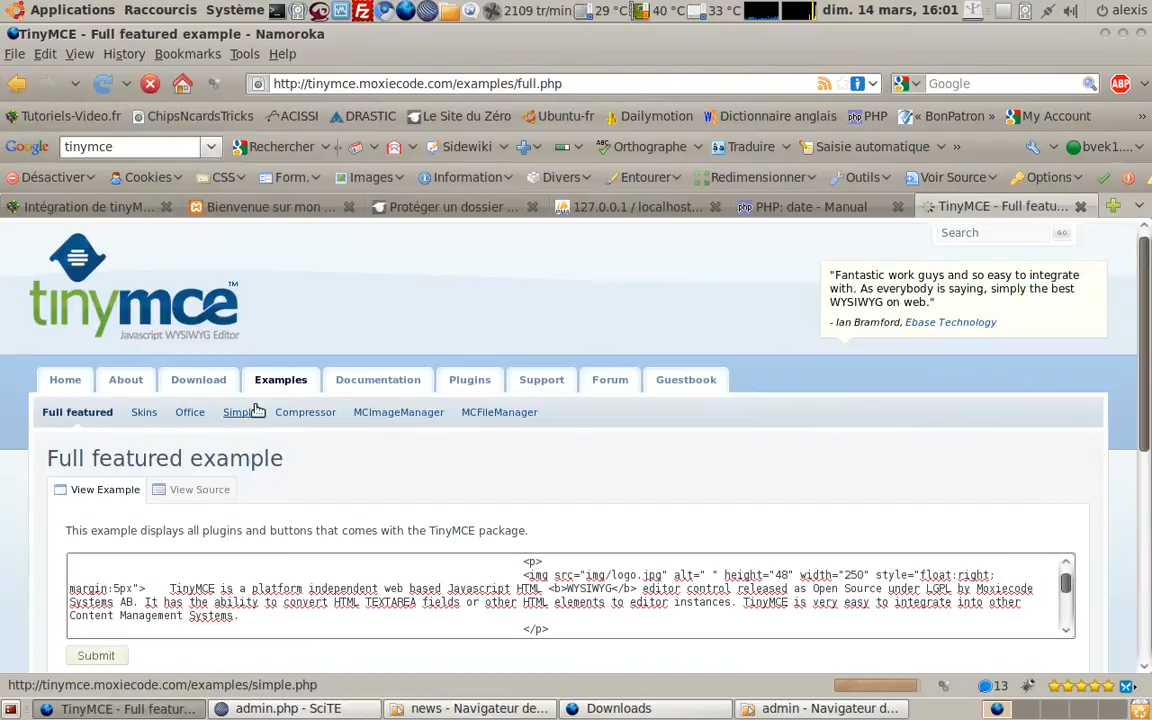 Applications Raccourcis Système 2109 tr/min 29 °C 40 °C 33 °C dim. 14 mars, 16:01 alexis
TinyMCE - Full featured example - Namoroka
File Edit View History Bookmarks Tools Help
http://tinymce.moxiecode.com/examples/full.php Google ABP
Tutoriels-Video.fr ChipsNcardsTricks ACISSI DRASTIC Le Site du Zéro Ubuntu-fr Dailymotion Dictionnaire anglais PHP « BonPatron » My Account »
Google tinymce Rechercher Sidewiki Orthographe Traduire Saisie automatique » bvek1...
Désactiver Cookies CSS Form. Images Information Divers Entourer Redimensionner Outils Voir Source Options
Intégration de tinyM... Bienvenue sur mon ... Protéger un dossier ... 127.0.0.1 / localhost... PHP: date - Manual TinyMCE - Full featu...
Search GO
tinymce™
Javascript WYSIWYG Editor
"Fantastic work guys and so easy to integrate
with. As everybody is saying, simply the best
WYSIWYG on web."
- Ian Bramford, Ebase Technology
Home About Download Examples Documentation Plugins Support Forum Guestbook
Full featured Skins Office Simple Compressor MCImageManager MCFileManager
Full featured example
View Example View Source
This example displays all plugins and buttons that comes with the TinyMCE package.
<p>
<img src="img/logo.jpg" alt=" " height="48" width="250" style="float:right;
margin:5px"> TinyMCE is a platform independent web based Javascript HTML <b>WYSIWYG</b> editor control released as Open Source under LGPL by Moxiecode
Systems AB. It has the ability to convert HTML TEXTAREA fields or other HTML elements to editor instances. TinyMCE is very easy to integrate into other
Content Management Systems.
</p>
Submit
http://tinymce.moxiecode.com/examples/simple.php 13
TinyMCE - Full featur... admin.php - SciTE news - Navigateur de... Downloads admin - Navigateur d...